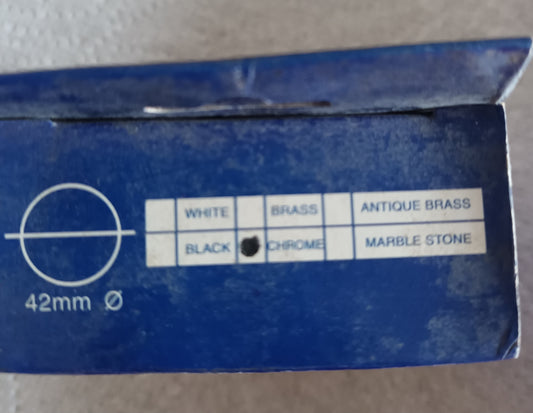 WHITE BRASS ANTIQUE BRASS
BLACK CHROME MARBLE STONE
42mm Ø